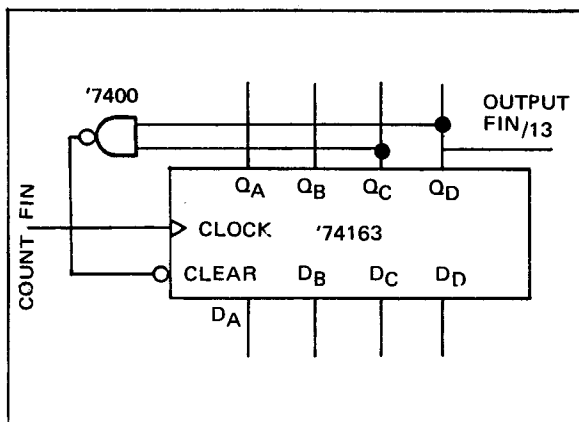 '7400
OUTPUT
FIN/13
QA QB QC QD
COUNT FIN
CLOCK '74163
CLEAR DB DC DD
DA